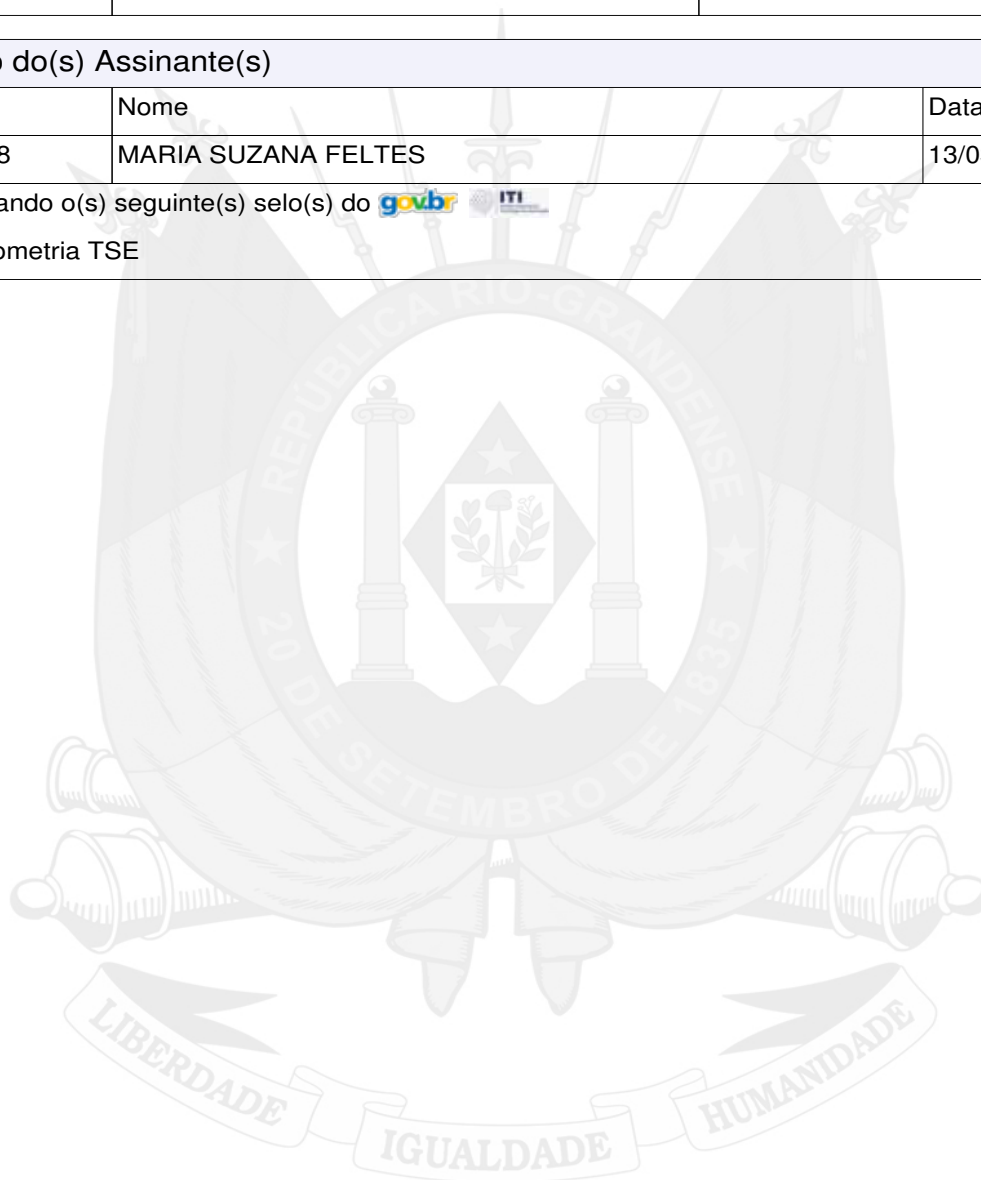 o do(s) Assinante(s)
Nome Data
8 MARIA SUZANA FELTES 13/0
ando o(s) seguinte(s) selo(s) do gov.br ITI
ometria TSE
REPÚBLICA RIO-GRANDENSE
20 DE SETEMBRO DE 1835
LIBERDADE IGUALDADE HUMANIDADE